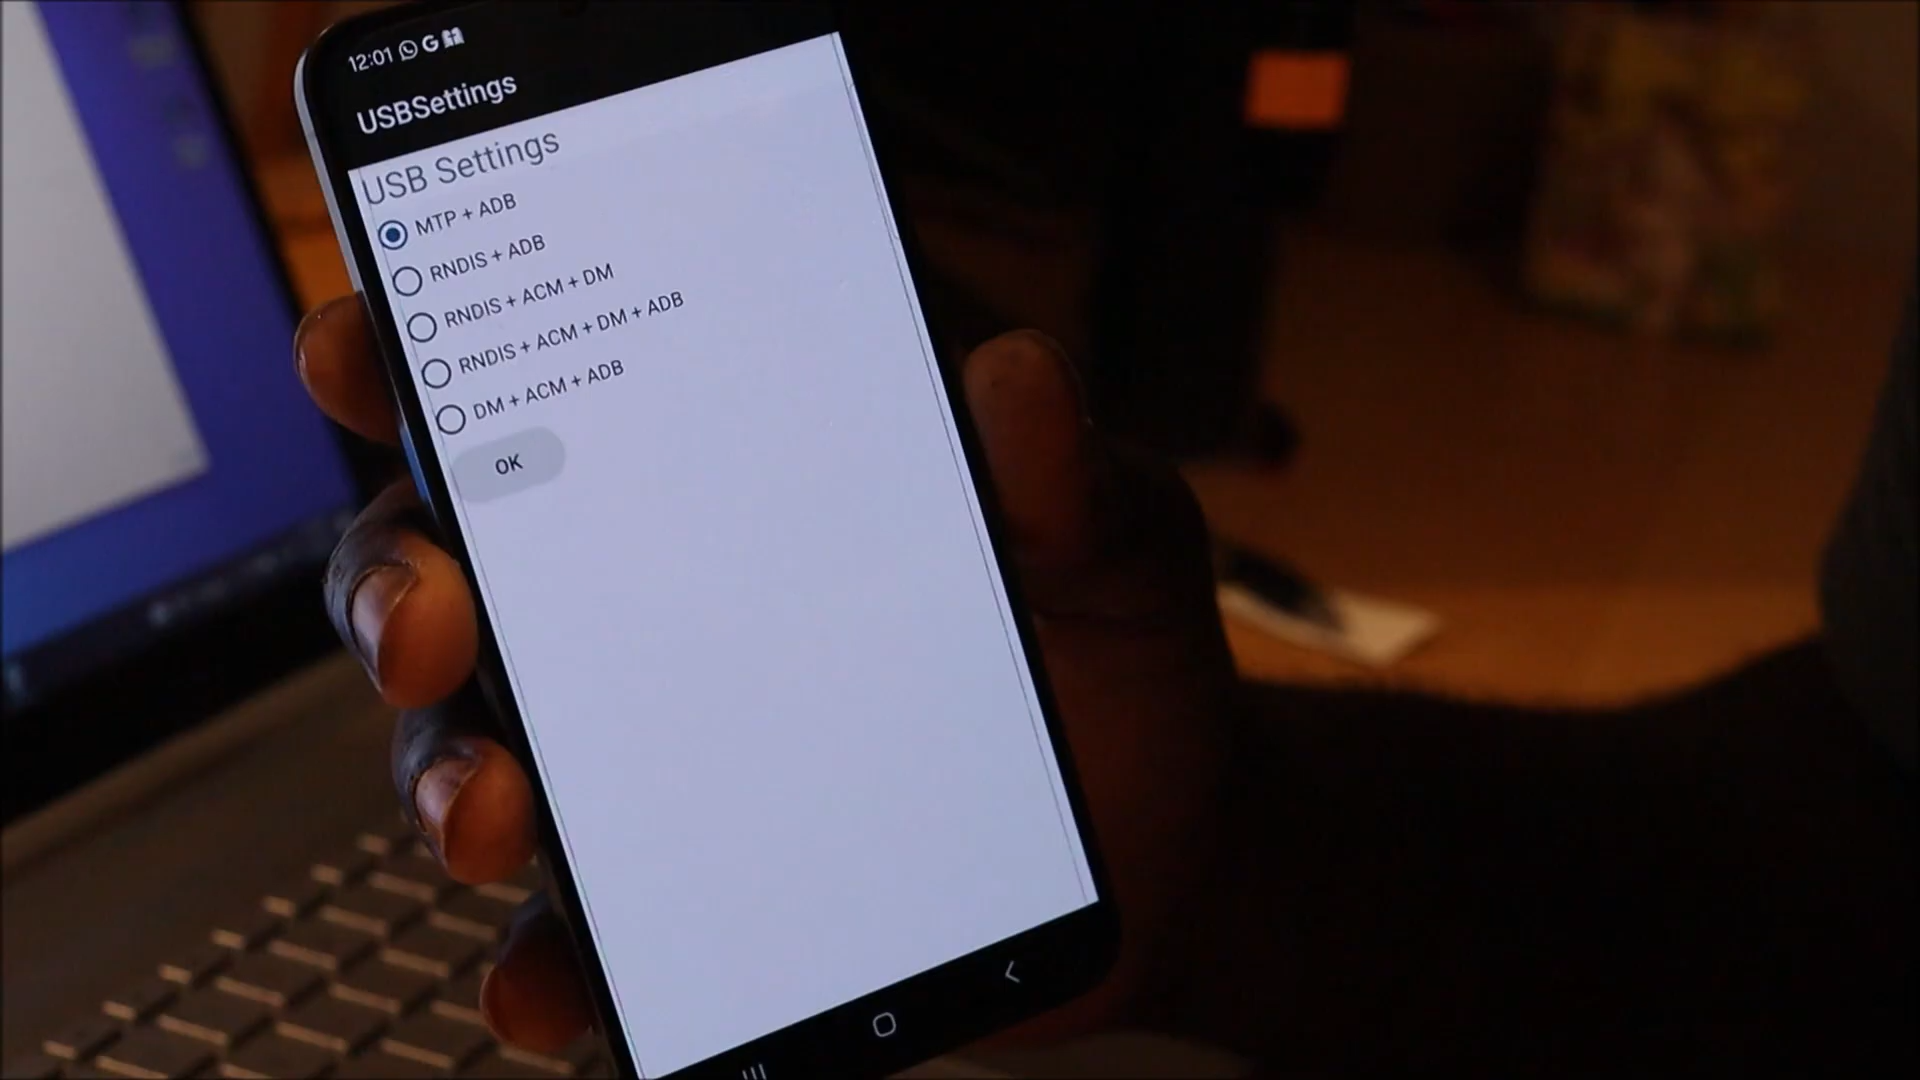 12:01
USBSettings
USB Settings
MTP + ADB
RNDIS + ADB
RNDIS + ACM + DM
RNDIS + ACM + DM + ADB
DM + ACM + ADB
OK